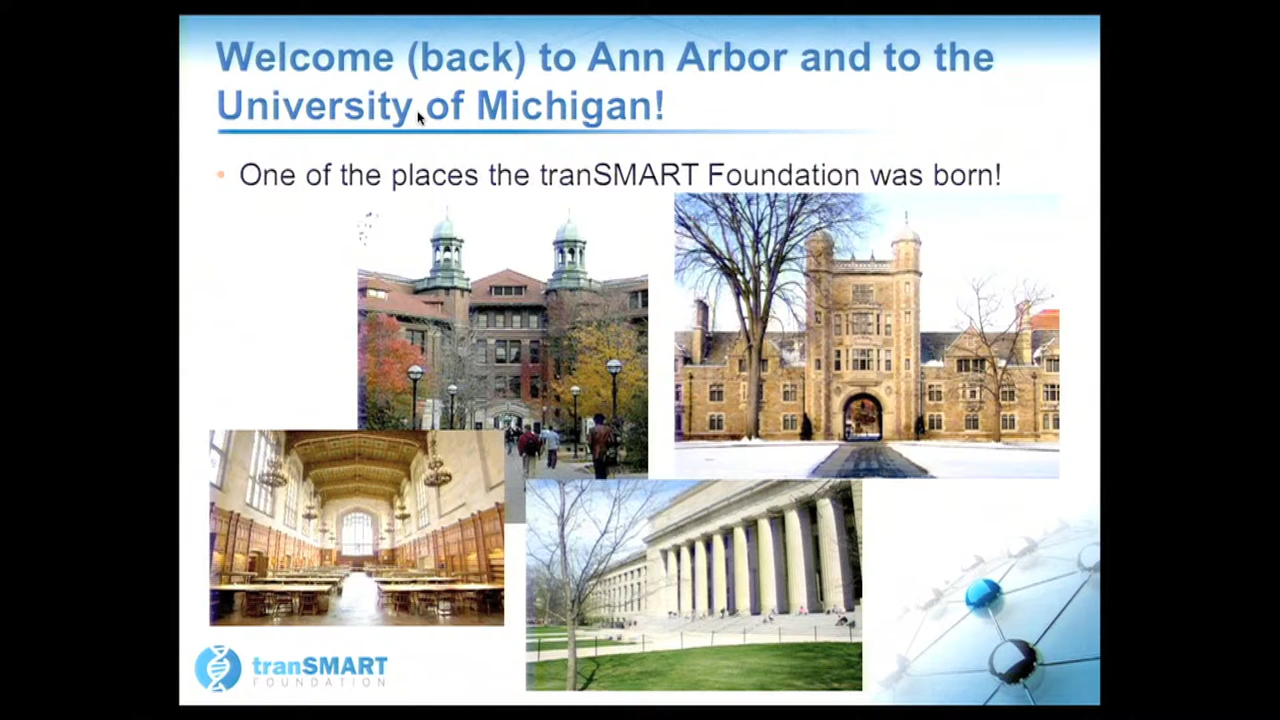 Welcome (back) to Ann Arbor and to the
University of Michigan!
• One of the places the tranSMART Foundation was born!
tranSMART
FOUNDATION